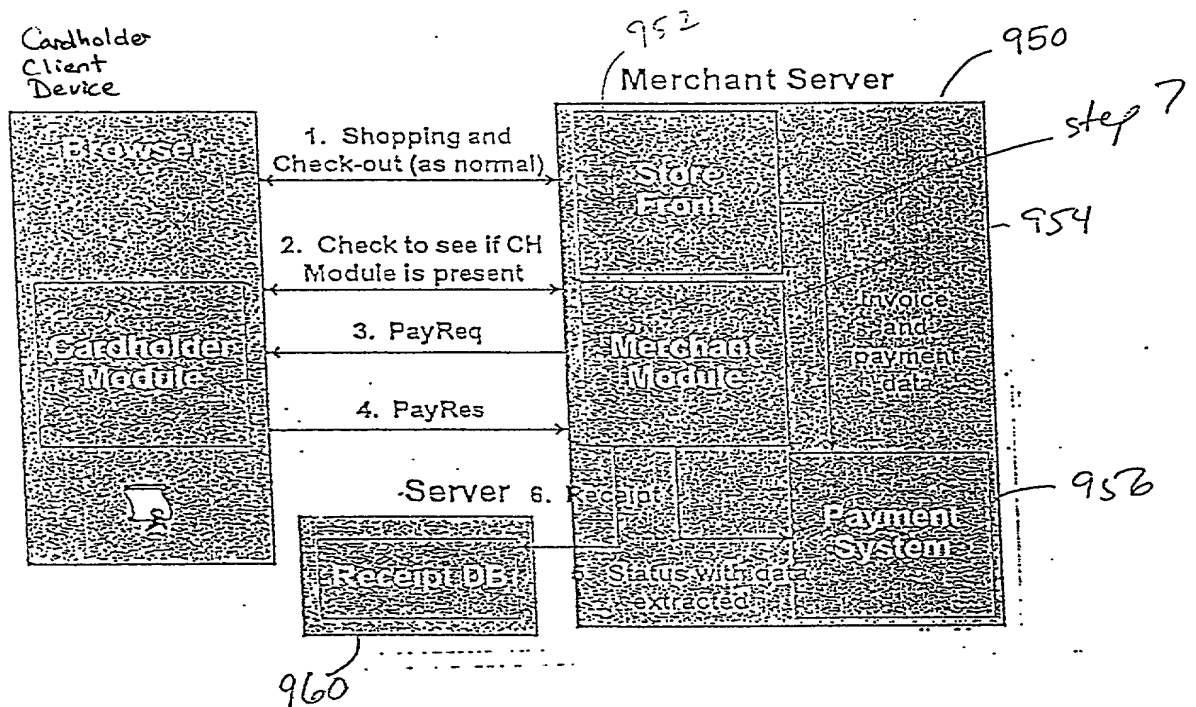 Cardholder
Client
Device
Browser
Cardholder
Module
1. Shopping and
Check-out (as normal)
2. Check to see if CH
Module is present
3. PayReq
4. PayRes
Server
6. Receipt
Receipt DB
960
952
Merchant Server
950
step 7
954
Store
Front
Merchant
Module
Invoice
and
payment
data
Payment
System
956
5. Status with data
extracted